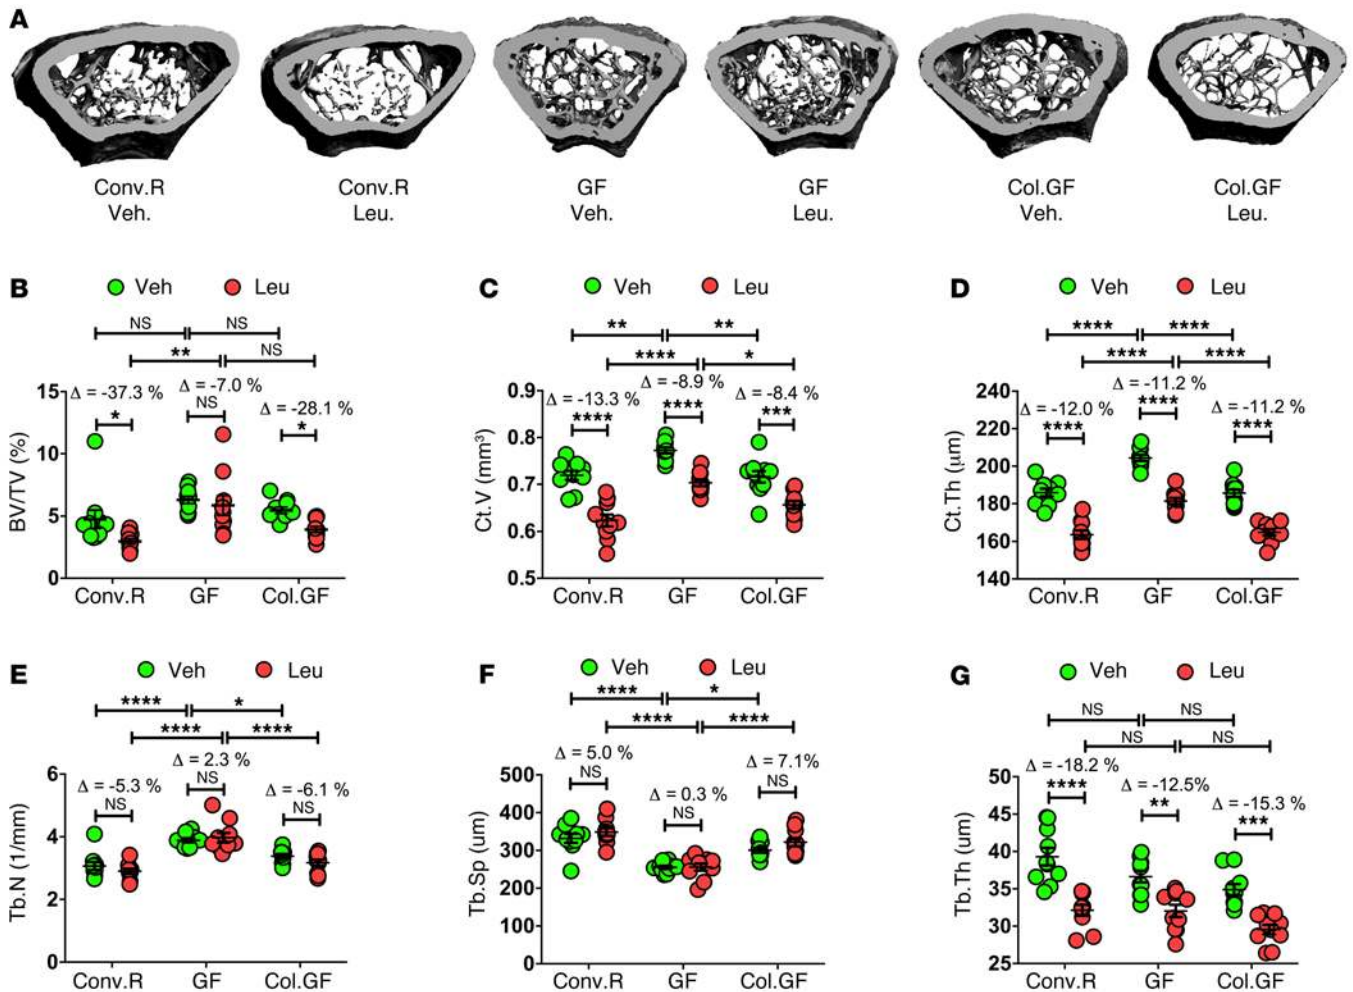 A
Conv.R Conv.R GF GF Col.GF Col.GF
Veh. Leu. Veh. Leu. Veh. Leu.
B Veh Leu
NS NS
** NS
Δ = -37.3 % Δ = -7.0 % Δ = -28.1 %
* NS *
BV/TV (%)
15
10
5
0
Conv.R GF Col.GF
C Veh Leu
** **
**** *
Δ = -13.3 % Δ = -8.9 % Δ = -8.4 %
**** **** ***
Ct.V (mm³)
0.9
0.8
0.7
0.6
0.5
Conv.R GF Col.GF
D Veh Leu
**** ****
**** ****
Δ = -12.0 % Δ = -11.2 % Δ = -11.2 %
**** **** ****
Ct.Th (μm)
240
220
200
180
160
140
Conv.R GF Col.GF
E Veh Leu
**** *
**** ****
Δ = -5.3 % Δ = 2.3 % Δ = -6.1 %
NS NS NS
Tb.N (1/mm)
6
4
2
0
Conv.R GF Col.GF
F Veh Leu
**** *
**** ****
Δ = 5.0 % Δ = 0.3 % Δ = 7.1%
NS NS NS
Tb.Sp (um)
500
400
300
200
100
0
Conv.R GF Col.GF
G Veh Leu
NS NS
NS NS
Δ = -18.2 % Δ = -12.5% Δ = -15.3 %
**** ** ***
Tb.Th (um)
50
45
40
35
30
25
Conv.R GF Col.GF